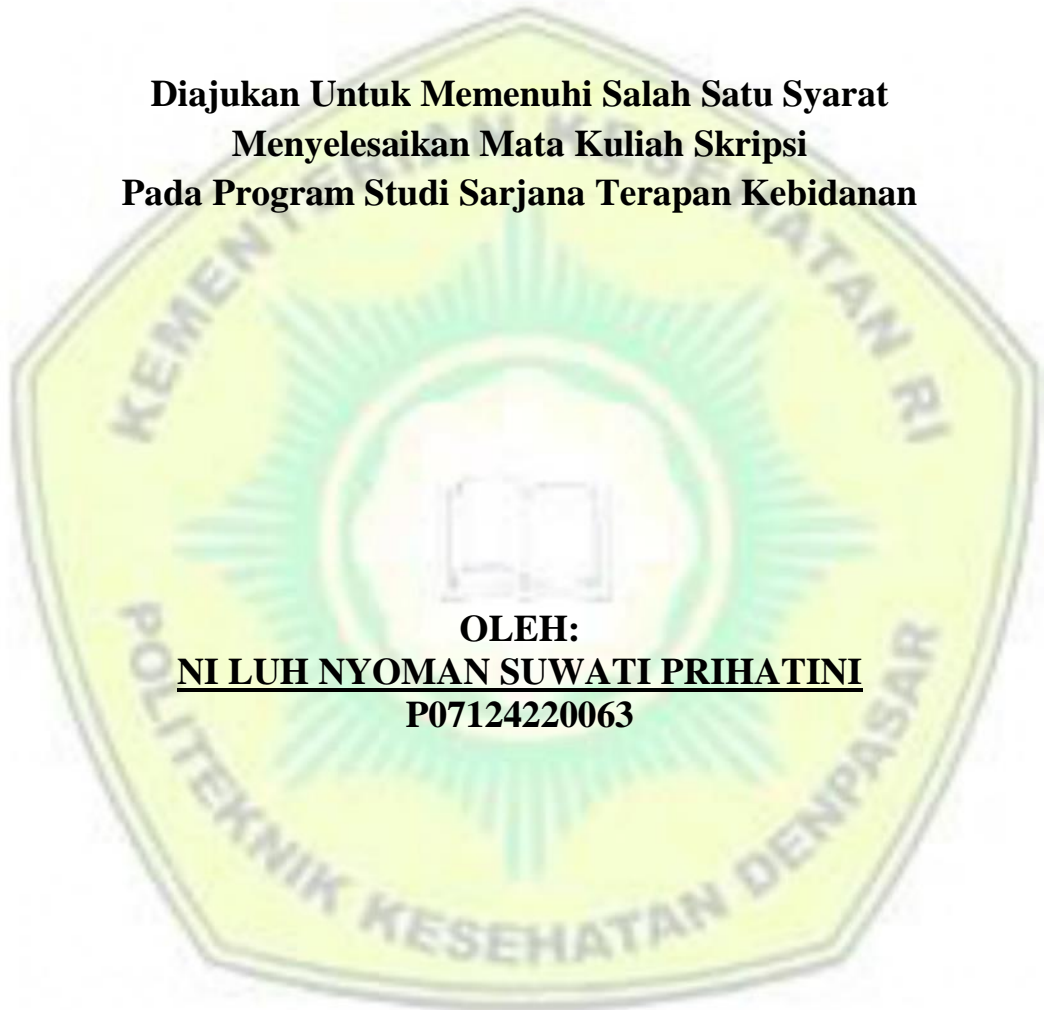 Diajukan Untuk Memenuhi Salah Satu Syarat
Menyelesaikan Mata Kuliah Skripsi
Pada Program Studi Sarjana Terapan Kebidanan
KEMENTERIAN KESEHATAN RI
OLEH:
NI LUH NYOMAN SUWATI PRIHATINI
P07124220063
POLITEKNIK KESEHATAN DENPASAR